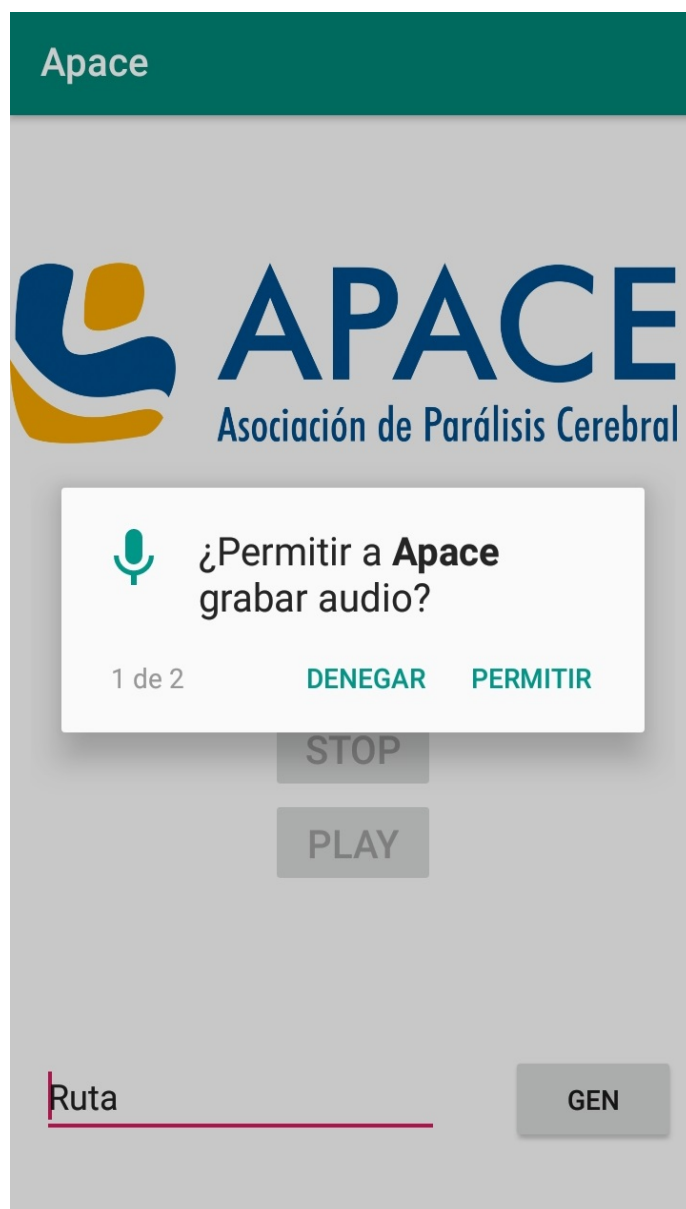 Apace
APACE
Asociación de Parálisis Cerebral
¿Permitir a Apace
grabar audio?
1 de 2
DENEGAR
PERMITIR
STOP
PLAY
Ruta
GEN